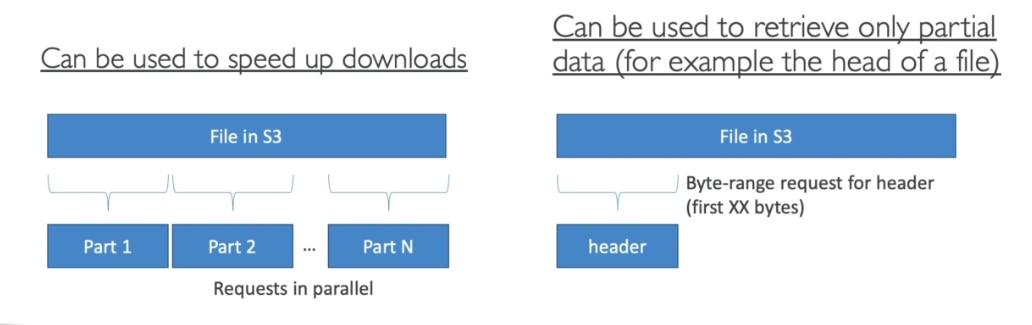 Can be used to speed up downloads
File in S3
Part 1
Part 2
...
Part N
Requests in parallel
Can be used to retrieve only partial
data (for example the head of a file)
File in S3
Byte-range request for header
(first XX bytes)
header